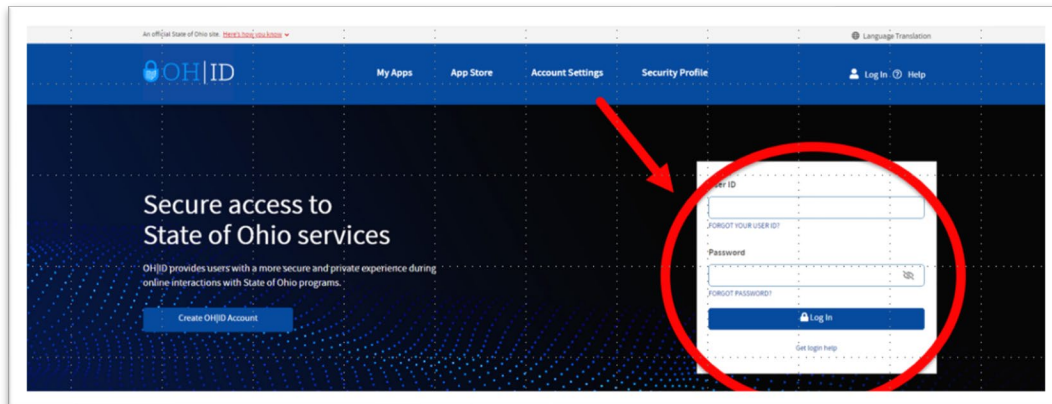 An official State of Ohio site. Here's how you know
Language Translation
OH|ID
My Apps App Store Account Settings Security Profile
Log In Help
User ID
FORGOT YOUR USER ID?
Password
FORGOT PASSWORD?
Log In
Get login help
Secure access to
State of Ohio services
OH|ID provides users with a more secure and private experience during
online interactions with State of Ohio programs.
Create OH|ID Account